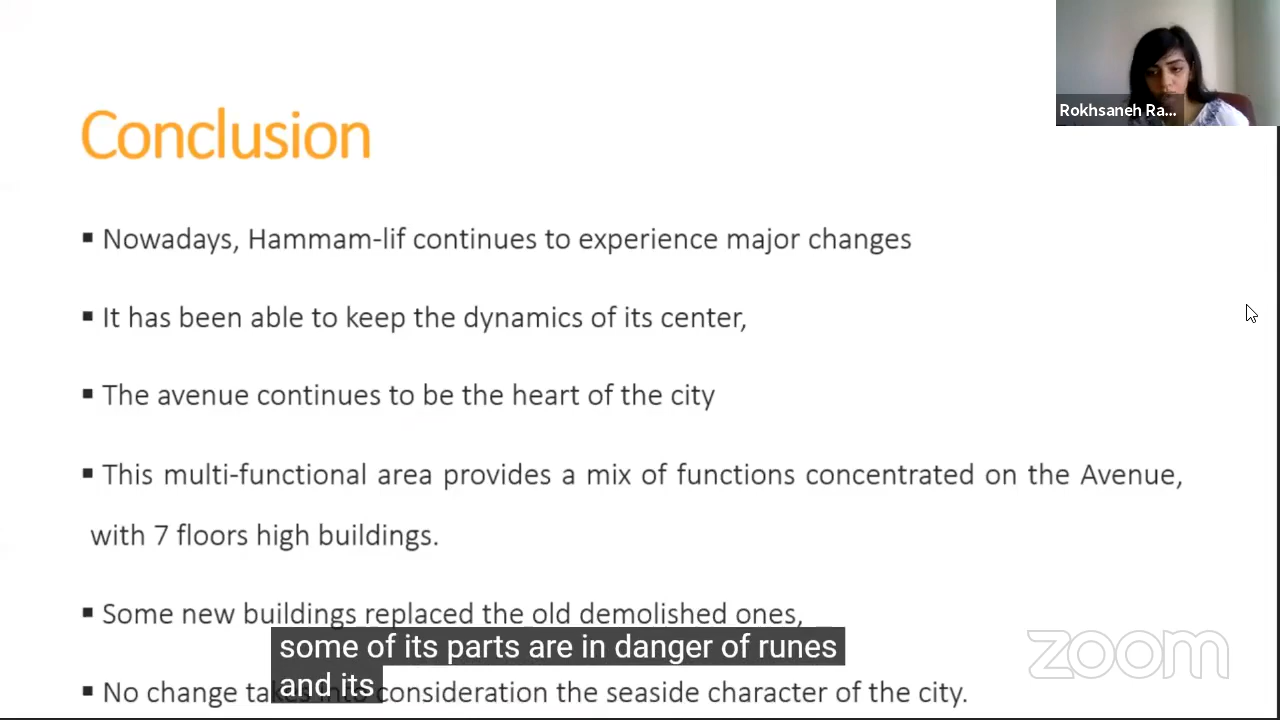 Rokhsaneh Ra...
Conclusion
▪ Nowadays, Hammam-lif continues to experience major changes
▪ It has been able to keep the dynamics of its center,
▪ The avenue continues to be the heart of the city
▪ This multi-functional area provides a mix of functions concentrated on the Avenue,
with 7 floors high buildings.
▪ Some new buildings replaced the old demolished ones,
some of its parts are in danger of runes
and its
▪ No change takes into consideration the seaside character of the city.
zoom